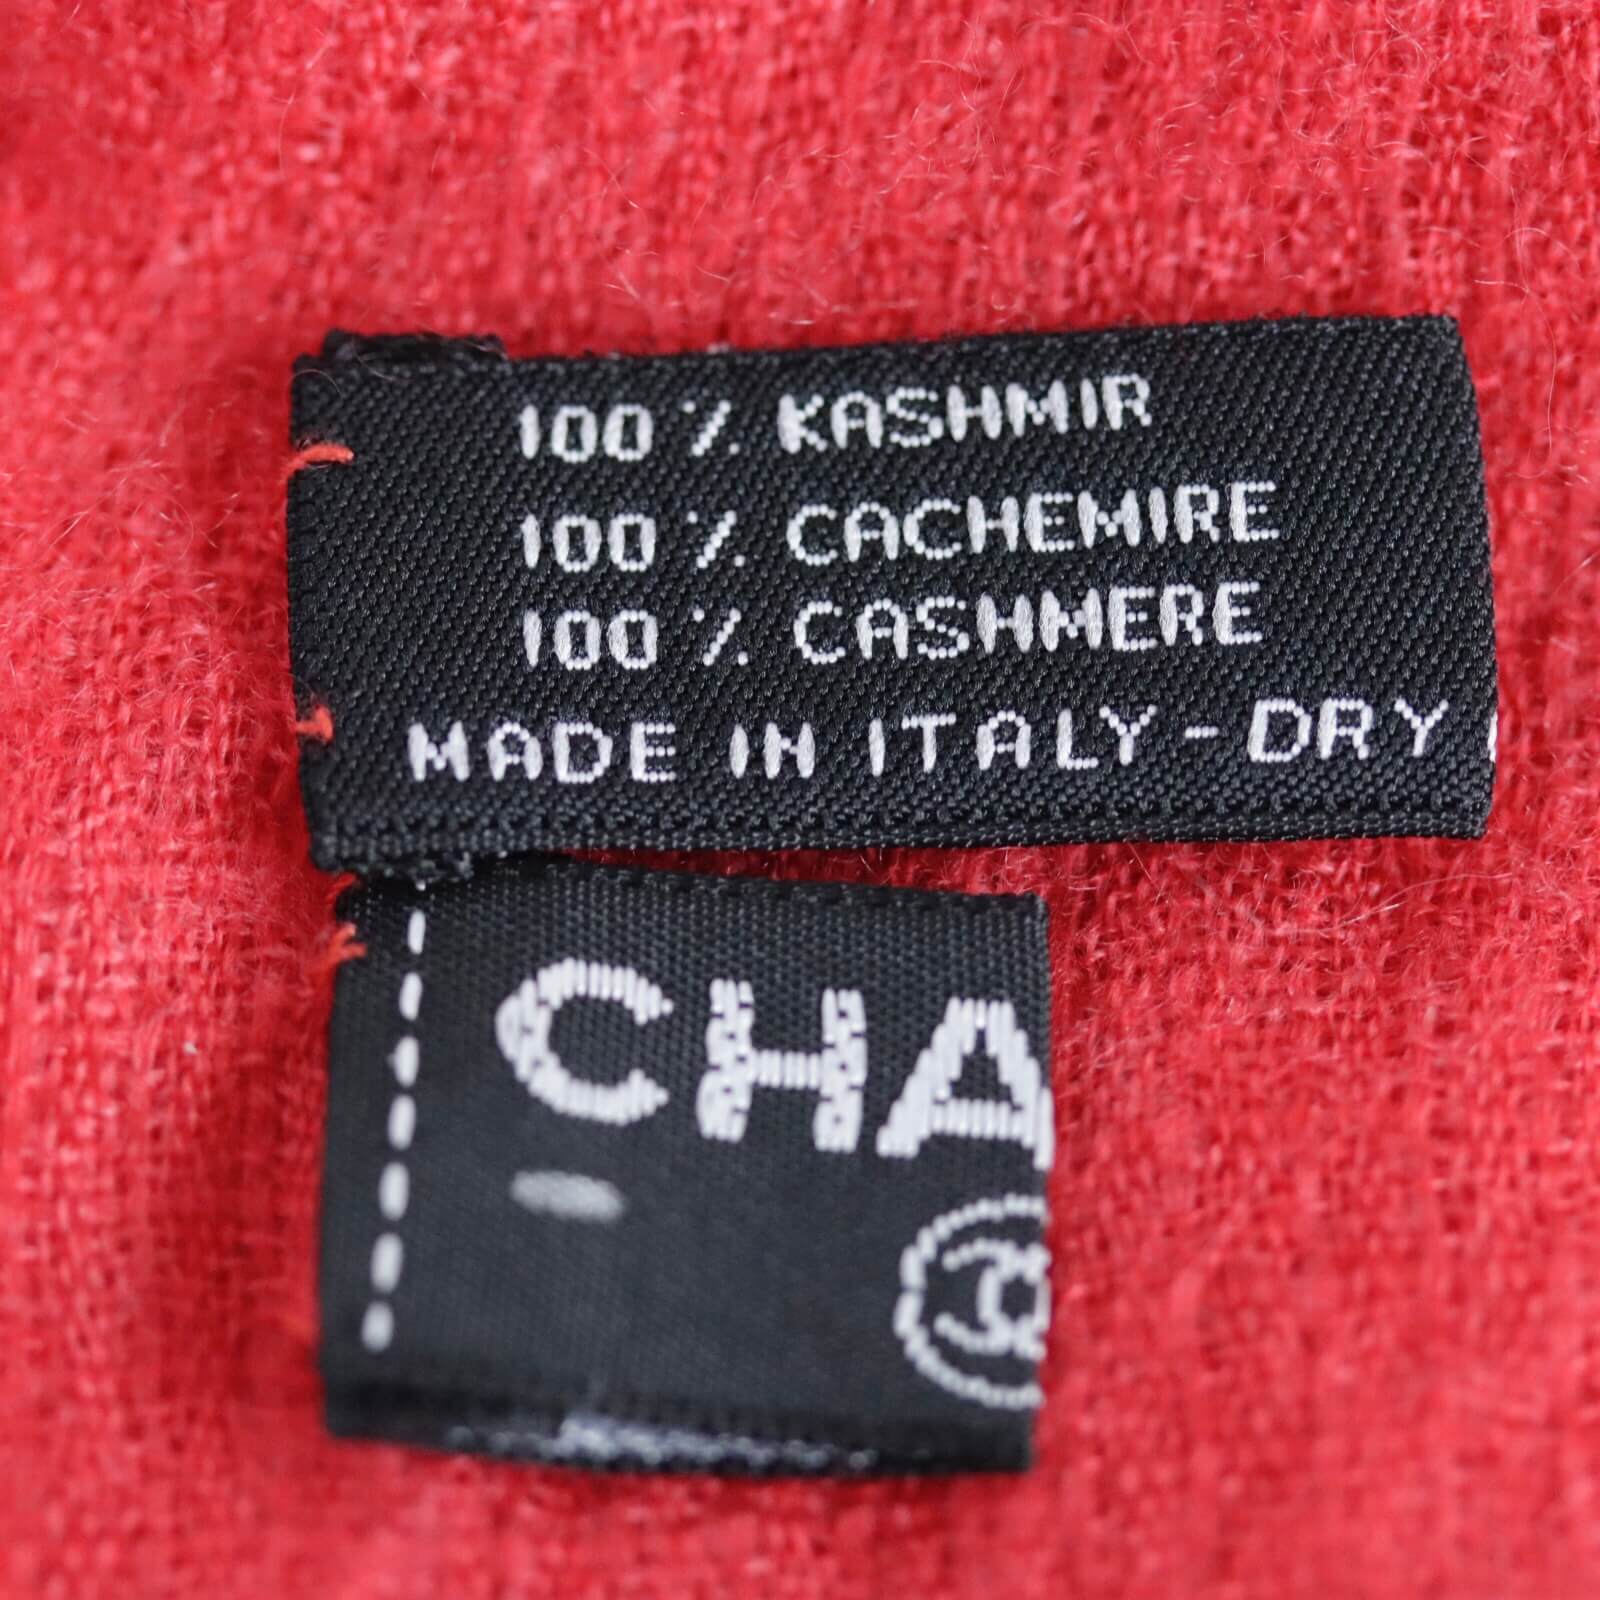 100 % KASHMIR
100 % CACHEMIRE
100 % CASHMERE
MADE IN ITALY - DRY
CHA